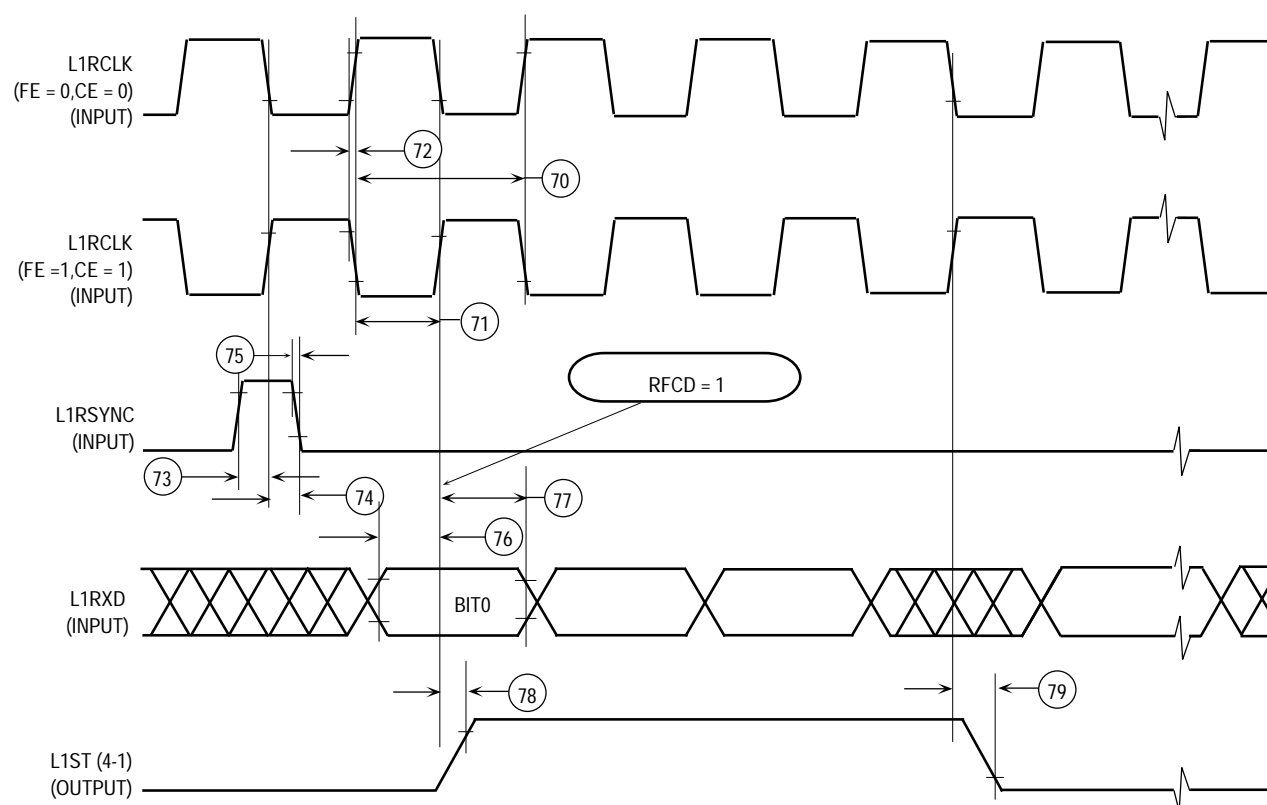 L1RCLK
(FE = 0,CE = 0)
(INPUT)
72
70
L1RCLK
(FE =1,CE = 1)
(INPUT)
71
75
RFCD = 1
L1RSYNC
(INPUT)
73
74
77
76
L1RXD
(INPUT)
BIT0
78
79
L1ST (4-1)
(OUTPUT)